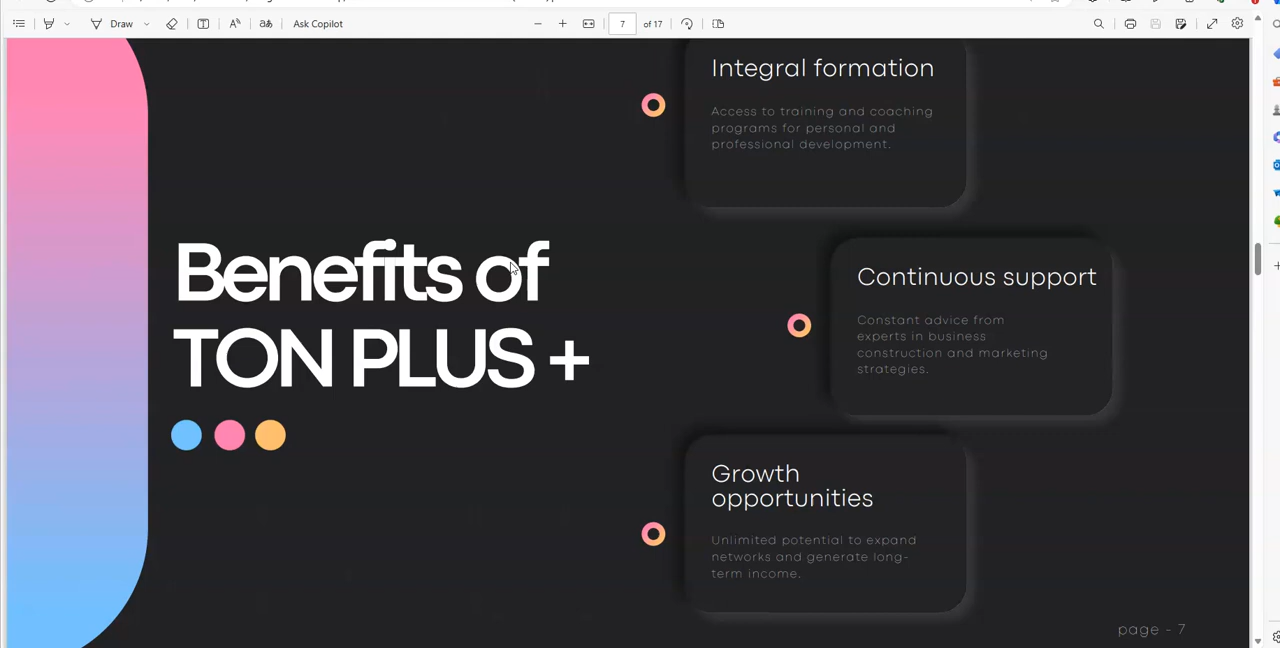 Draw
Ask Copilot
7
of 17
Integral formation
Access to training and coaching
programs for personal and
professional development.
Benefits of
TON PLUS +
Continuous support
Constant advice from
experts in business
construction and marketing
strategies.
Growth
opportunities
Unlimited potential to expand
networks and generate long-
term income.
page - 7